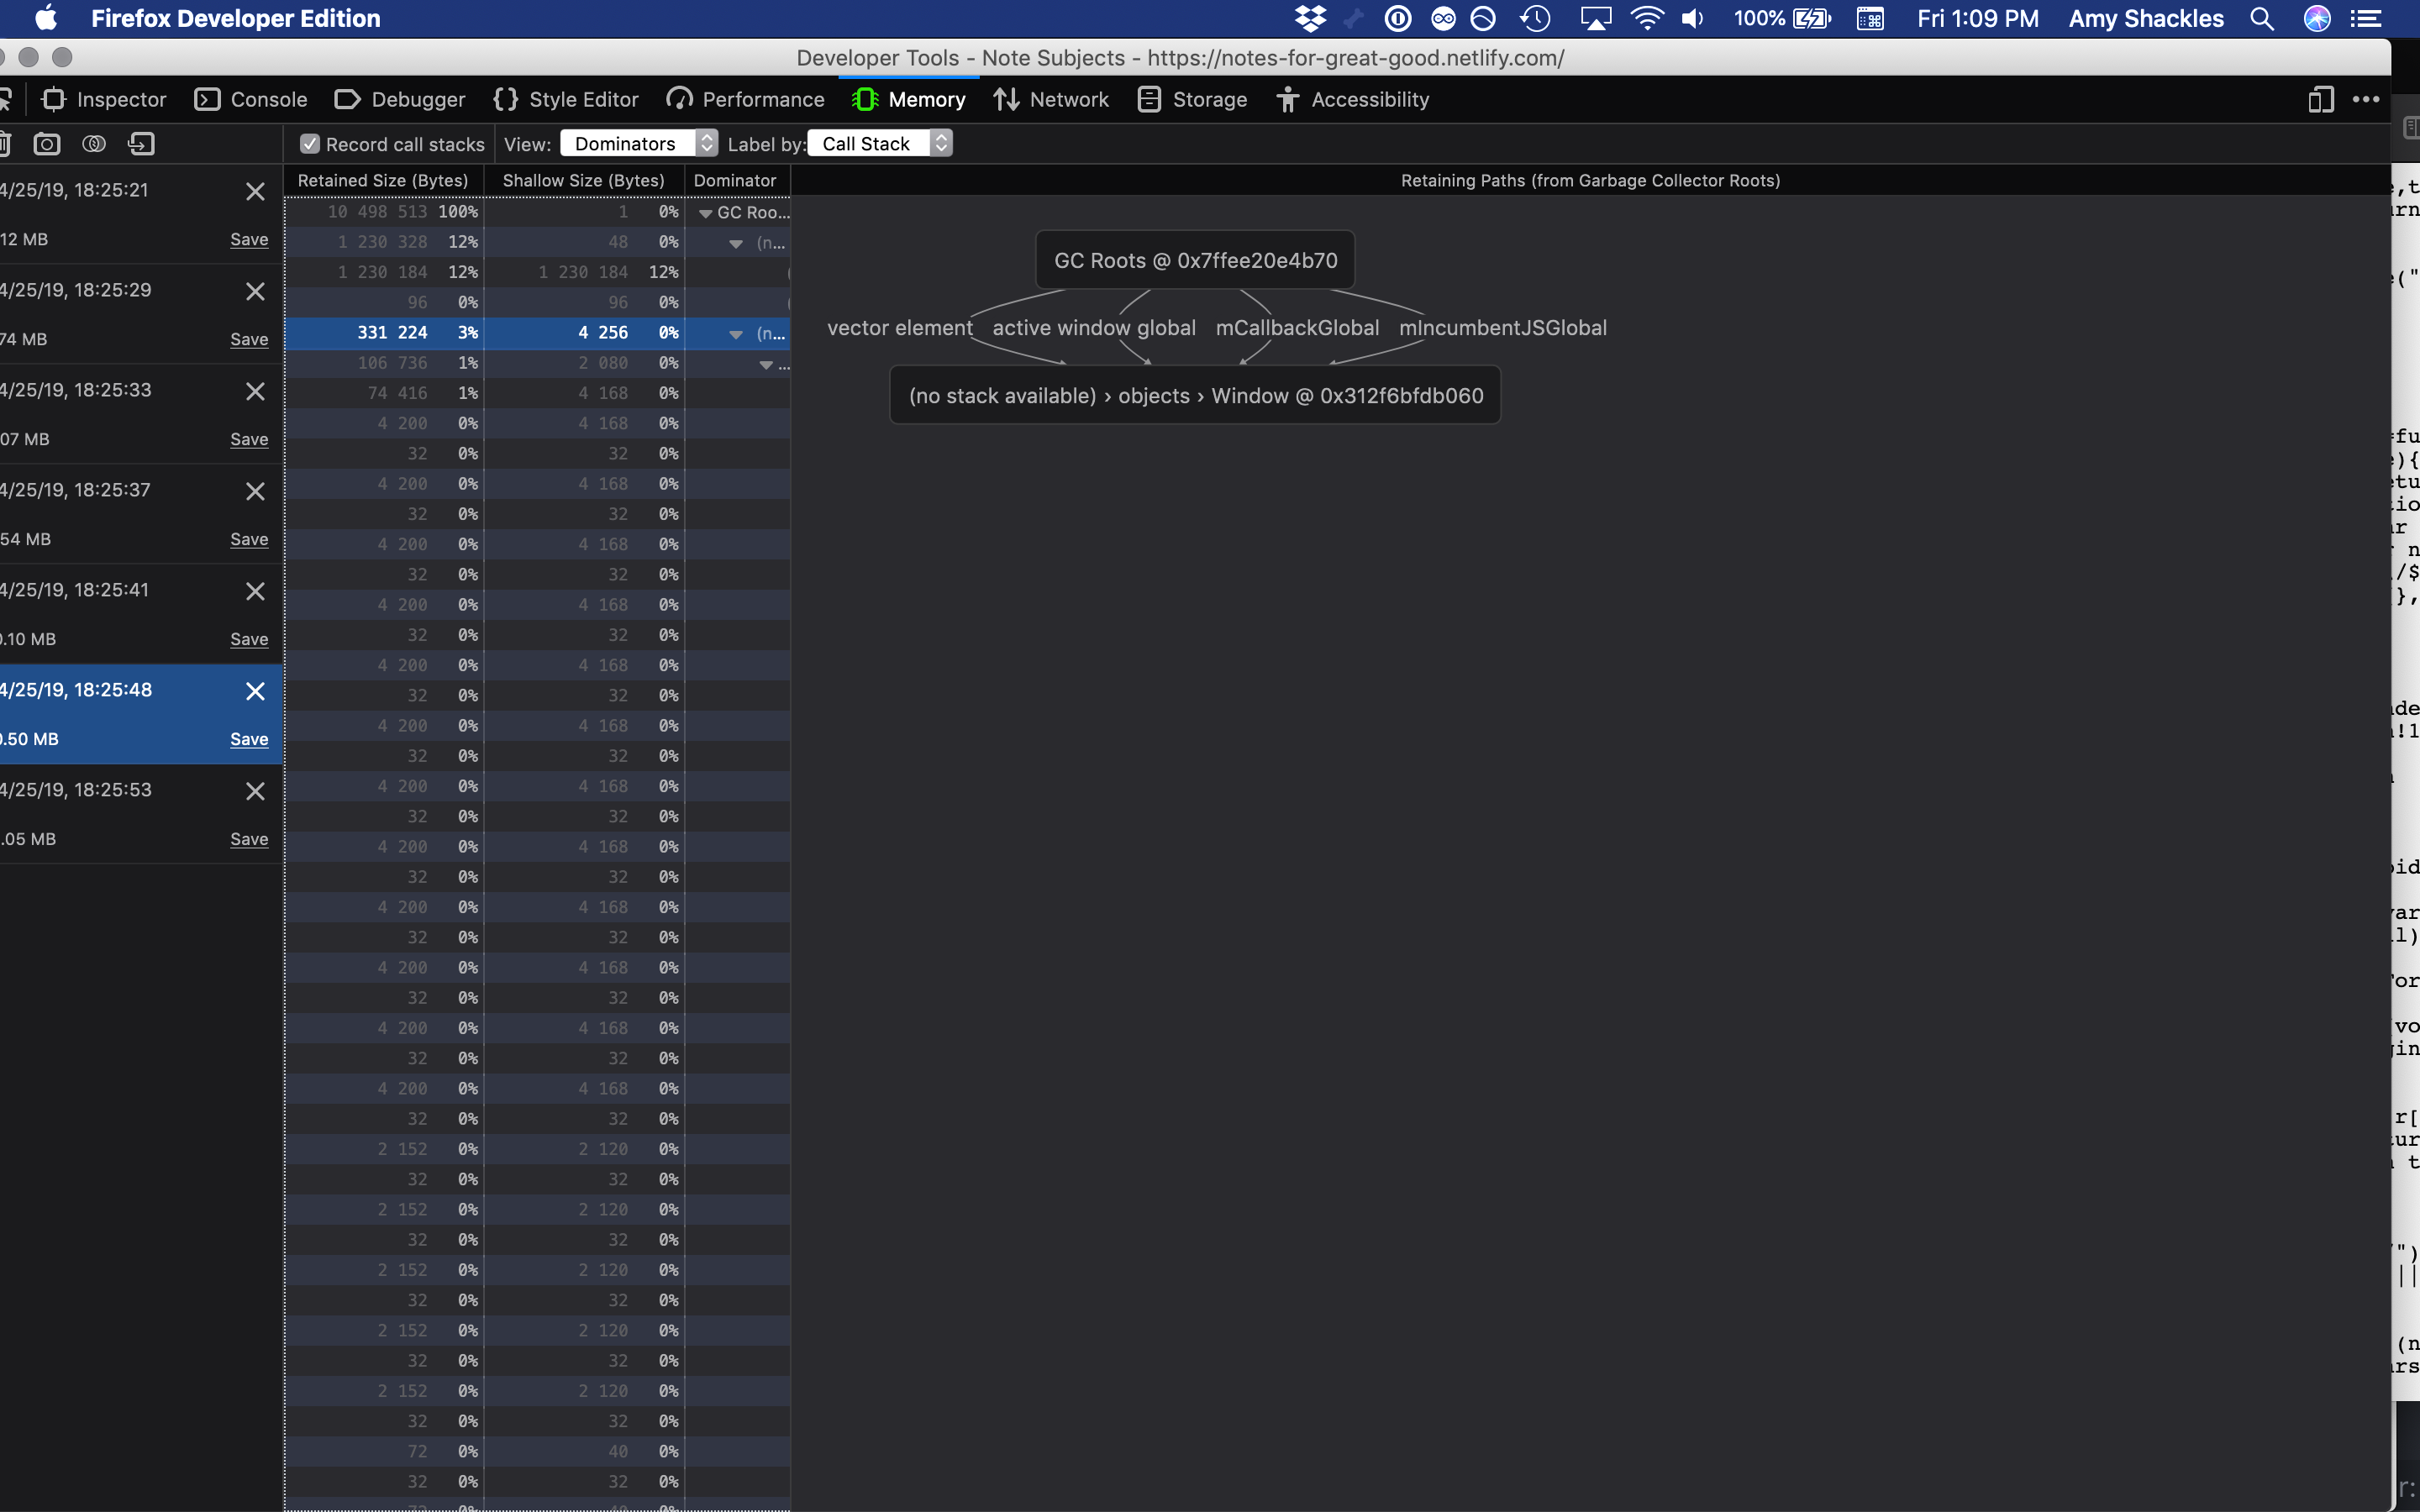 Firefox Developer Edition
100%
Fri 1:09 PM
Amy Shackles
Developer Tools - Note Subjects - https://notes-for-great-good.netlify.com/
Inspector Console Debugger Style Editor Performance Memory Network Storage Accessibility
Record call stacks View: Dominators Label by: Call Stack
4/25/19, 18:25:21
12 MB Save
4/25/19, 18:25:29
74 MB Save
4/25/19, 18:25:33
07 MB Save
4/25/19, 18:25:37
54 MB Save
4/25/19, 18:25:41
0.10 MB Save
4/25/19, 18:25:48
0.50 MB Save
4/25/19, 18:25:53
.05 MB Save
Retained Size (Bytes) Shallow Size (Bytes) Dominator
10 498 513 100% 1 0% GC Roo...
1 230 328 12% 48 0% (n...
1 230 184 12% 1 230 184 12% (
96 0% 96 0% (
331 224 3% 4 256 0% (n...
106 736 1% 2 080 0% ...
74 416 1% 4 168 0%
4 200 0% 4 168 0%
32 0% 32 0%
4 200 0% 4 168 0%
32 0% 32 0%
4 200 0% 4 168 0%
32 0% 32 0%
4 200 0% 4 168 0%
32 0% 32 0%
4 200 0% 4 168 0%
32 0% 32 0%
4 200 0% 4 168 0%
32 0% 32 0%
4 200 0% 4 168 0%
32 0% 32 0%
4 200 0% 4 168 0%
32 0% 32 0%
4 200 0% 4 168 0%
32 0% 32 0%
4 200 0% 4 168 0%
32 0% 32 0%
4 200 0% 4 168 0%
32 0% 32 0%
4 200 0% 4 168 0%
32 0% 32 0%
2 152 0% 2 120 0%
32 0% 32 0%
2 152 0% 2 120 0%
32 0% 32 0%
2 152 0% 2 120 0%
32 0% 32 0%
2 152 0% 2 120 0%
32 0% 32 0%
2 152 0% 2 120 0%
32 0% 32 0%
72 0% 40 0%
32 0% 32 0%
72 0% 40 0%
Retaining Paths (from Garbage Collector Roots)
GC Roots @ 0x7ffee20e4b70
vector element active window global mCallbackGlobal mIncumbentJSGlobal
(no stack available) › objects › Window @ 0x312f6bfdb060